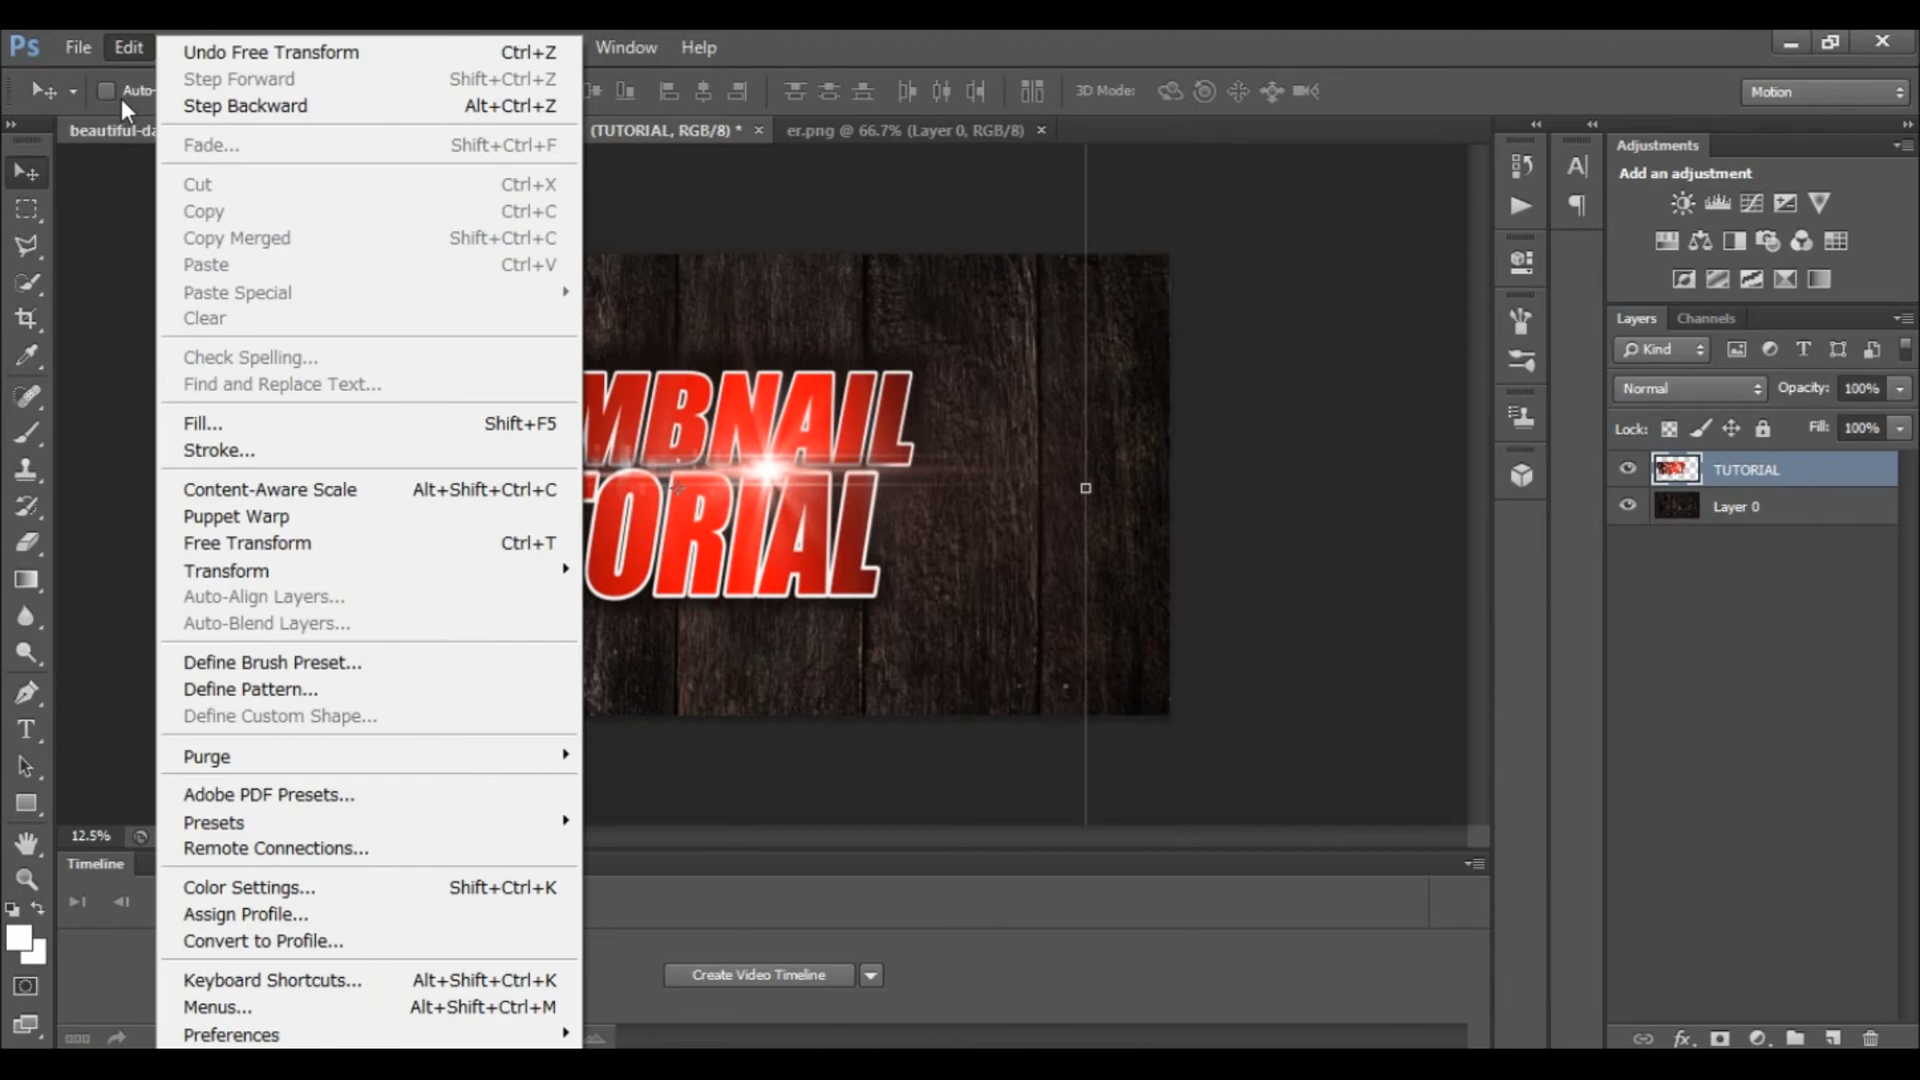 Ps File Edit Window Help
Auto- 3D Mode: Motion
beautiful-da (TUTORIAL, RGB/8) * × er.png @ 66.7% (Layer 0, RGB/8) ×
Undo Free Transform Ctrl+Z
Step Forward Shift+Ctrl+Z
Step Backward Alt+Ctrl+Z
Fade... Shift+Ctrl+F
Cut Ctrl+X
Copy Ctrl+C
Copy Merged Shift+Ctrl+C
Paste Ctrl+V
Paste Special
Clear
Check Spelling...
Find and Replace Text...
Fill... Shift+F5
Stroke...
Content-Aware Scale Alt+Shift+Ctrl+C
Puppet Warp
Free Transform Ctrl+T
Transform
Auto-Align Layers...
Auto-Blend Layers...
Define Brush Preset...
Define Pattern...
Define Custom Shape...
Purge
Adobe PDF Presets...
Presets
Remote Connections...
Color Settings... Shift+Ctrl+K
Assign Profile...
Convert to Profile...
Keyboard Shortcuts... Alt+Shift+Ctrl+K
Menus... Alt+Shift+Ctrl+M
Preferences
MBNAIL
TORIAL
12.5%
Timeline
Create Video Timeline
Adjustments
Add an adjustment
Layers Channels
Kind
Normal Opacity: 100%
Lock: Fill: 100%
TUTORIAL
Layer 0